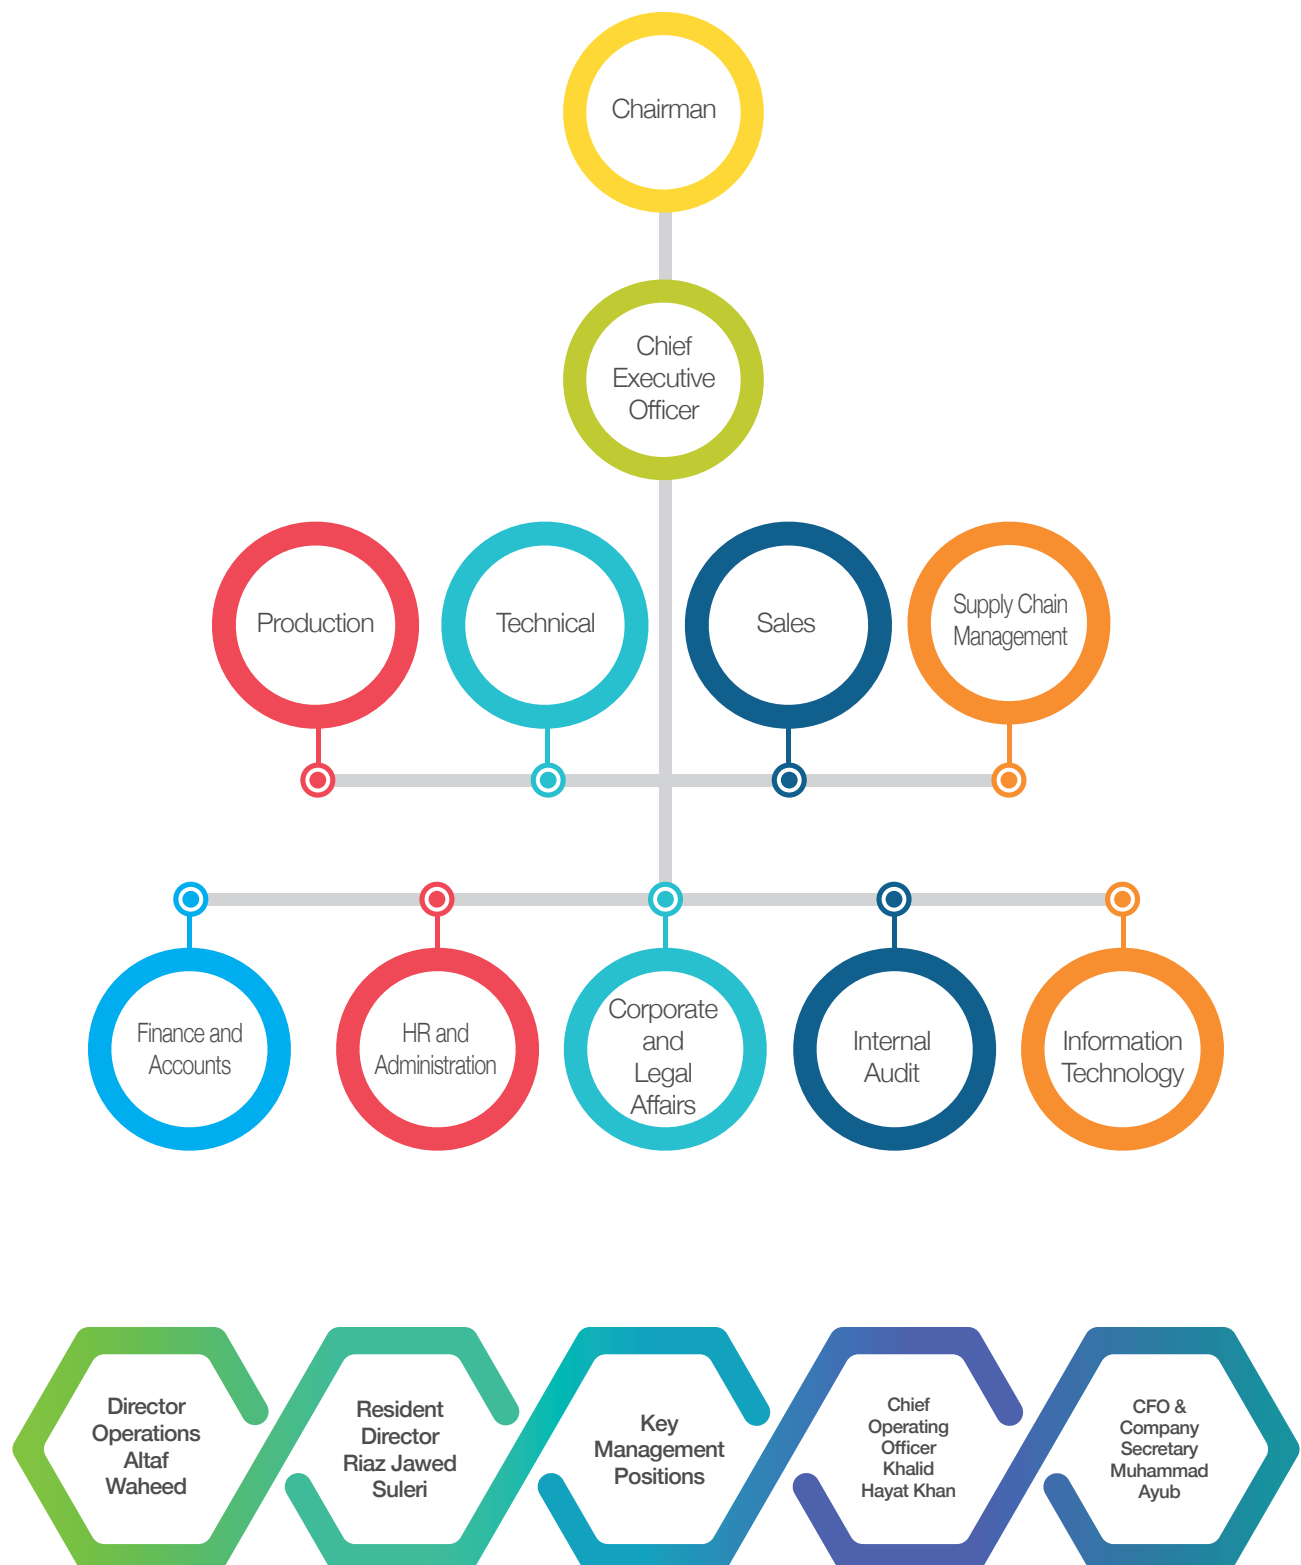 Chairman
Chief
Executive
Officer
Production
Technical
Sales
Supply Chain
Management
Finance and
Accounts
HR and
Administration
Corporate
and
Legal
Affairs
Internal
Audit
Information
Technology
Director
Operations
Altaf
Waheed
Resident
Director
Riaz Jawed
Suleri
Key
Management
Positions
Chief
Operating
Officer
Khalid
Hayat Khan
CFO &
Company
Secretary
Muhammad
Ayub